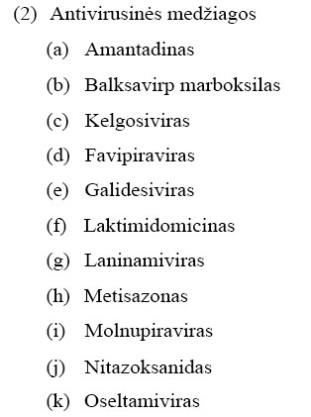 (2) Antivirusinės medžiagos
(a) Amantadinas
(b) Balksavirp marboksilas
(c) Kelgosiviras
(d) Favipiraviras
(e) Galidesiviras
(f) Laktimidomicinas
(g) Laninamiviras
(h) Metisazonas
(i) Molnupiraviras
(j) Nitazoksanidas
(k) Oseltamiviras